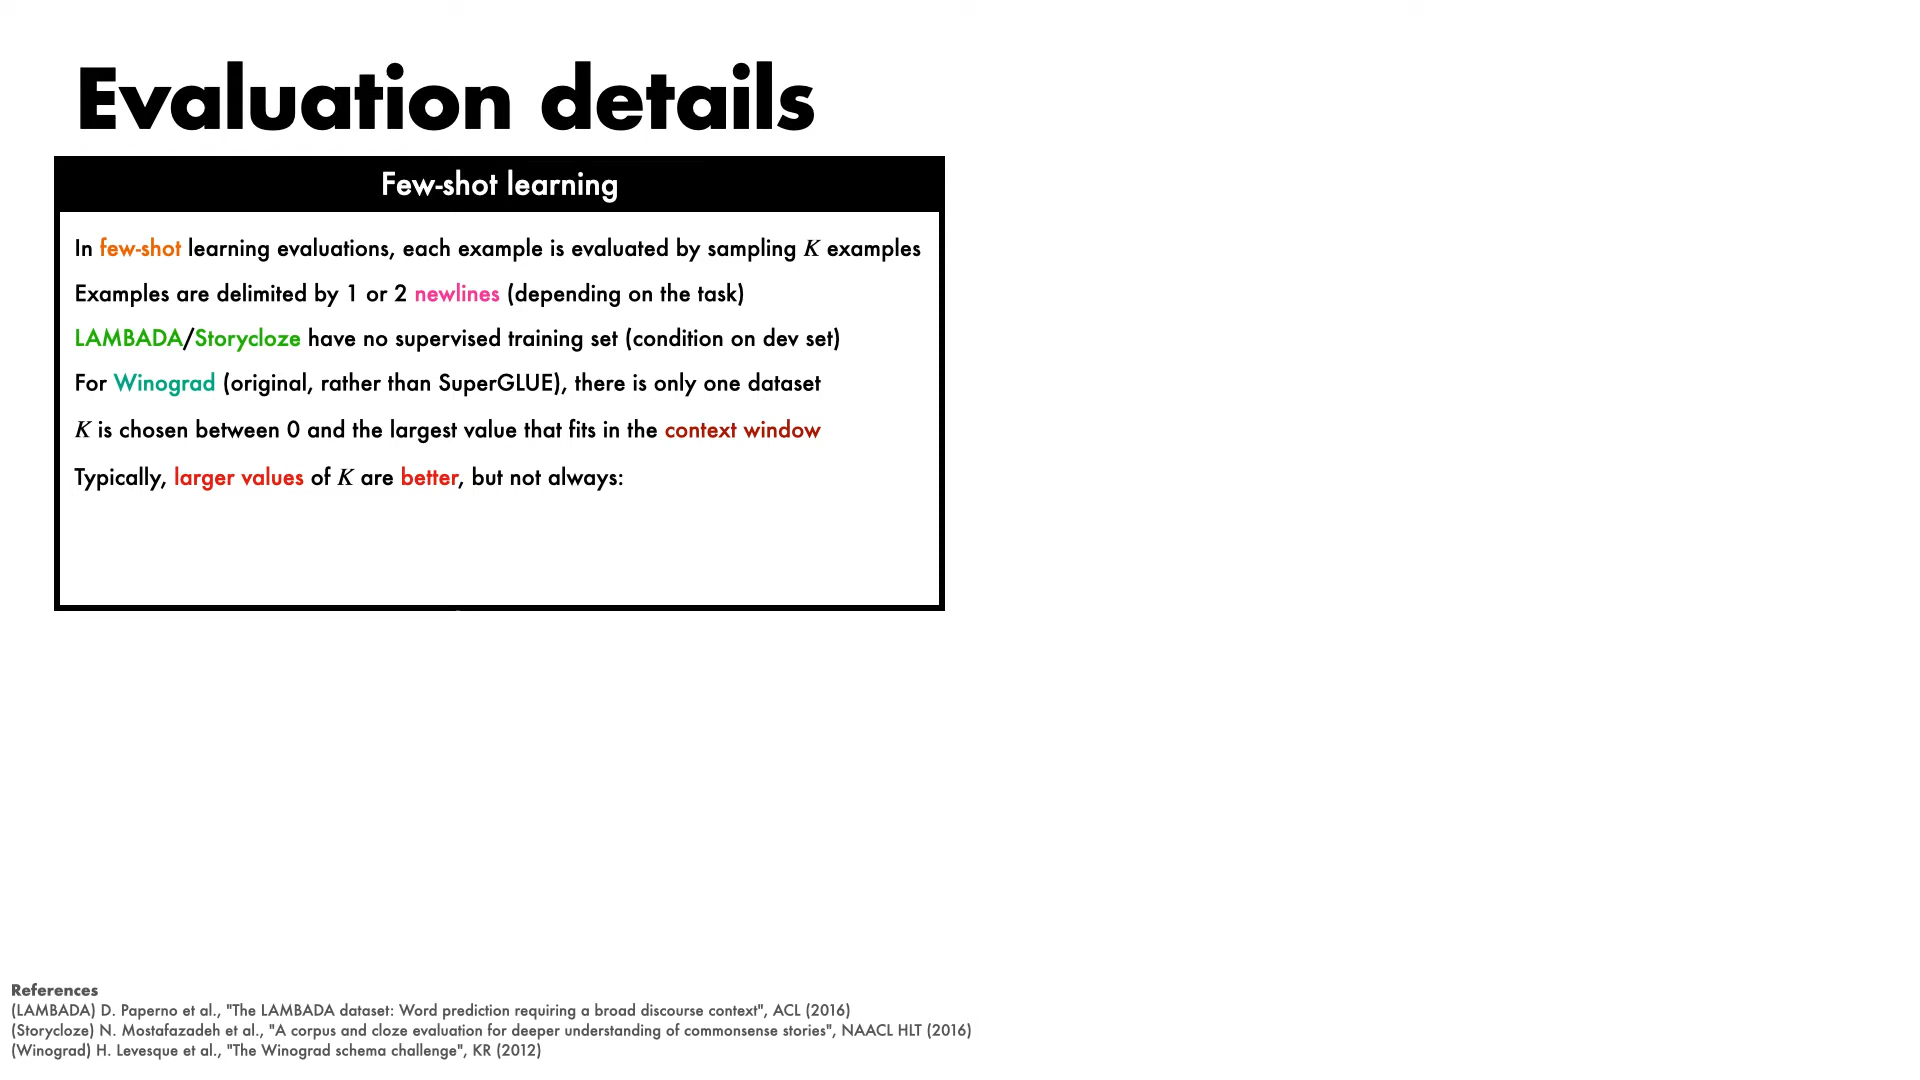 Evaluation details
Few-shot learning
In few-shot learning evaluations, each example is evaluated by sampling K examples
Examples are delimited by 1 or 2 newlines (depending on the task)
LAMBADA/Storycloze have no supervised training set (condition on dev set)
For Winograd (original, rather than SuperGLUE), there is only one dataset
K is chosen between 0 and the largest value that fits in the context window
Typically, larger values of K are better, but not always:
References
(LAMBADA) D. Paperno et al., "The LAMBADA dataset: Word prediction requiring a broad discourse context", ACL (2016)
(Storycloze) N. Mostafazadeh et al., "A corpus and cloze evaluation for deeper understanding of commonsense stories", NAACL HLT (2016)
(Winograd) H. Levesque et al., "The Winograd schema challenge", KR (2012)